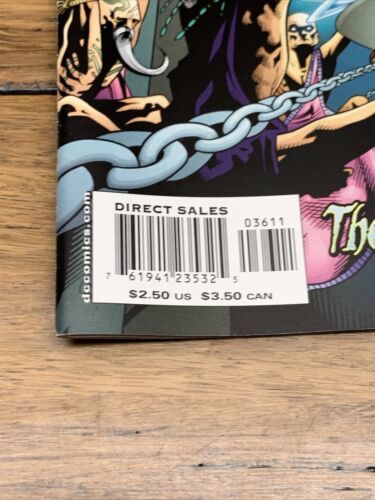 The
DIRECT SALES
03611
7 61941 23532 5
$2.50 US $3.50 CAN
dccomics.com